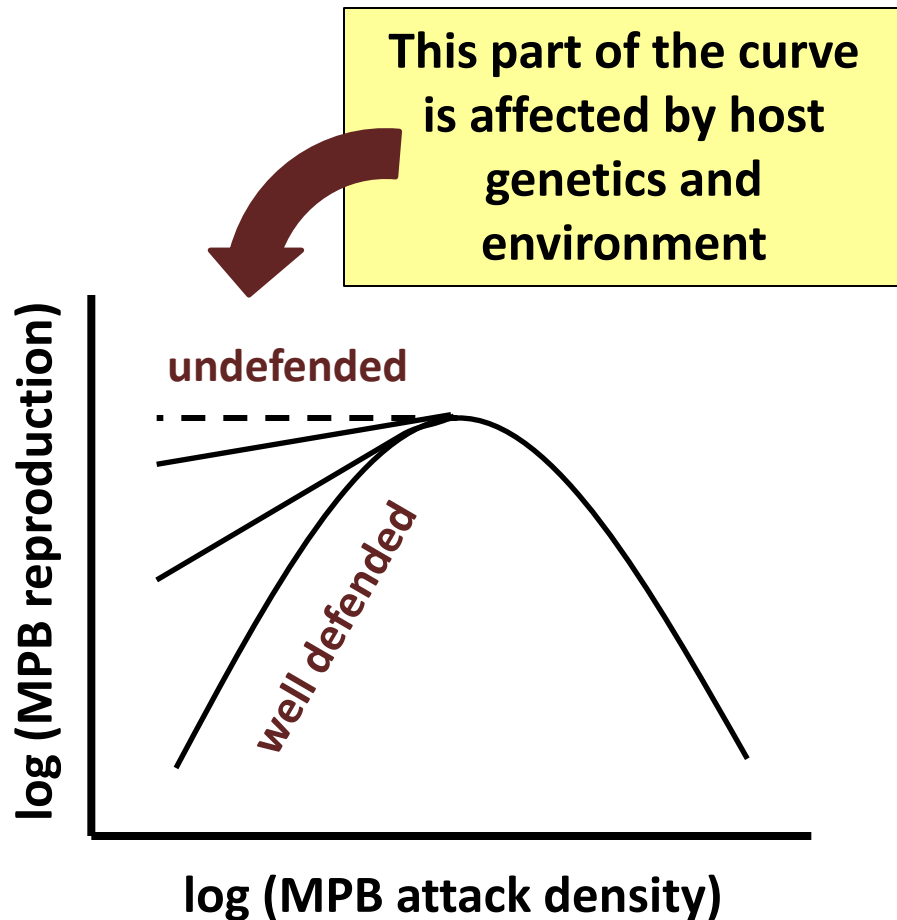 This part of the curve
is affected by host
genetics and
environment
undefended
well defended
log (MPB reproduction)
log (MPB attack density)